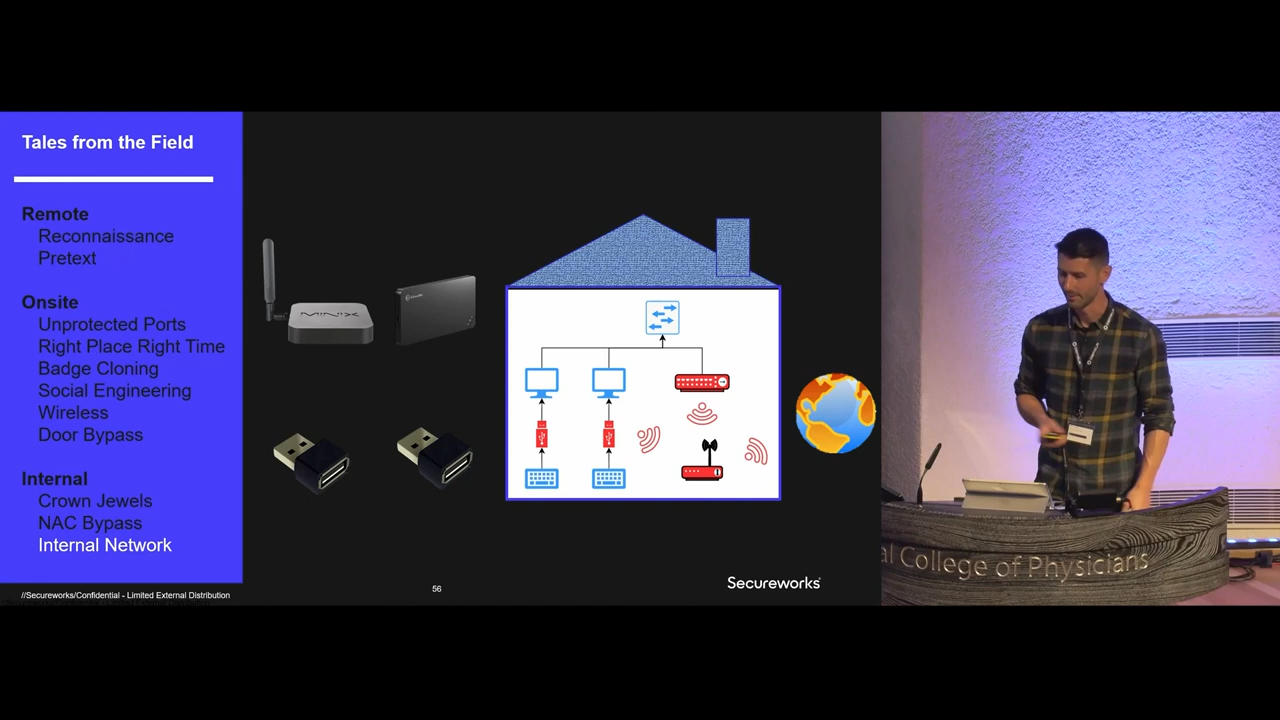 Tales from the Field
Remote
Reconnaissance
Pretext
Onsite
Unprotected Ports
Right Place Right Time
Badge Cloning
Social Engineering
Wireless
Door Bypass
Internal
Crown Jewels
NAC Bypass
Internal Network
MINIX
//Secureworks/Confidential - Limited External Distribution
56
Secureworks
al College of Physicians